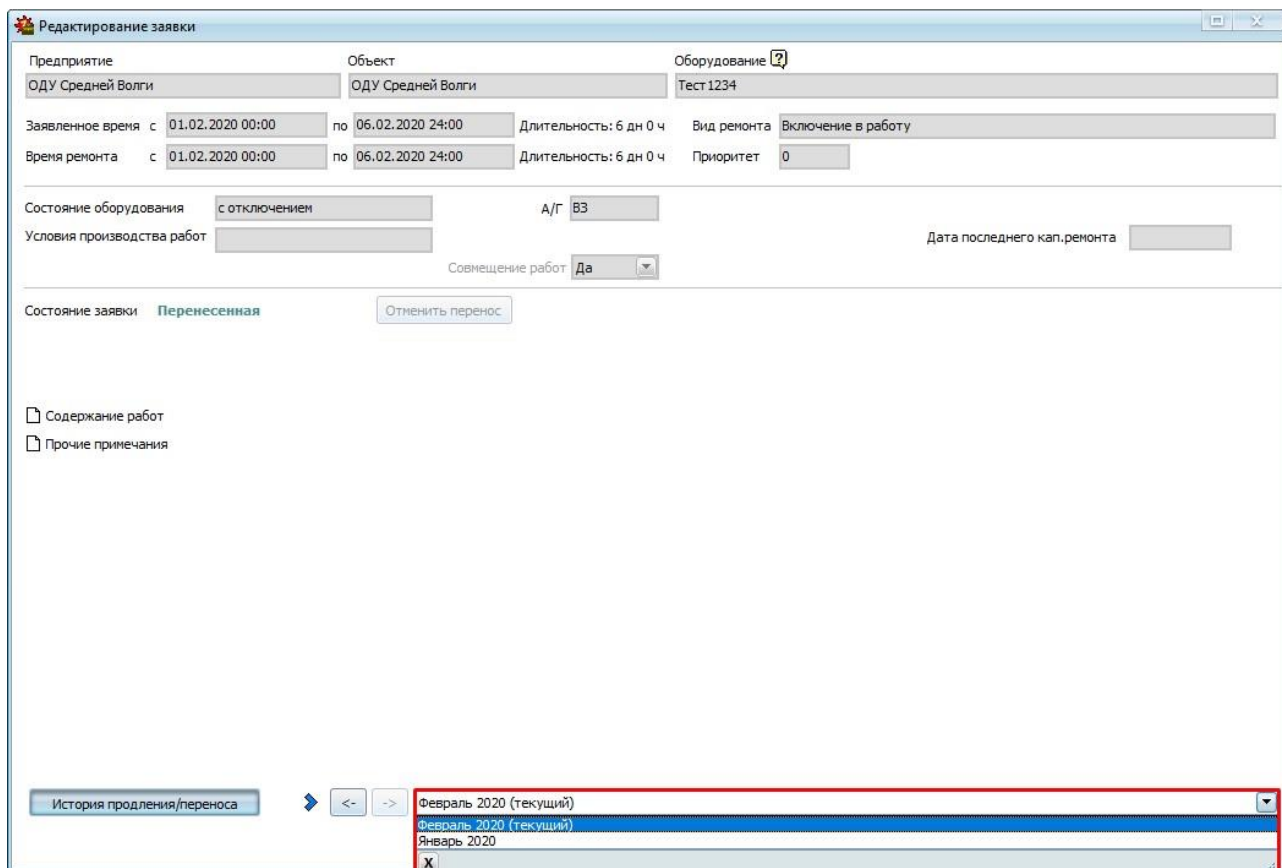 Редактирование заявки
Предприятие Объект Оборудование ?
ОДУ Средней Волги ОДУ Средней Волги Тест1234
Заявленное время с 01.02.2020 00:00 по 06.02.2020 24:00 Длительность: 6 дн 0 ч Вид ремонта Включение в работу
Время ремонта с 01.02.2020 00:00 по 06.02.2020 24:00 Длительность: 6 дн 0 ч Приоритет 0
Состояние оборудования с отключением А/Г ВЗ
Условия производства работ Дата последнего кап.ремонта
Совмещение работ Да
Состояние заявки Перенесенная Отменить перенос
Содержание работ
Прочие примечания
История продления/переноса <- -> Февраль 2020 (текущий)
Февраль 2020 (текущий)
Январь 2020
X